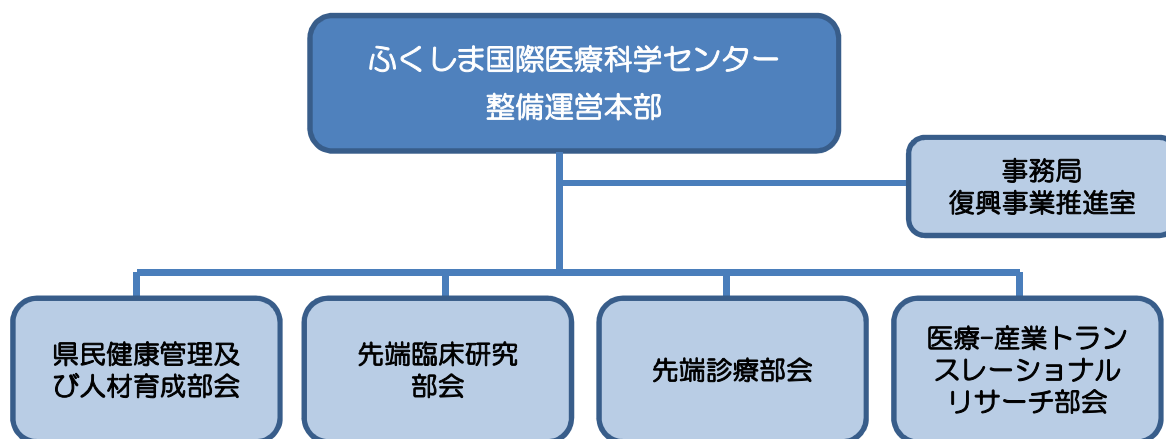 ふくしま国際医療科学センター
整備運営本部
事務局
復興事業推進室
県民健康管理及
び人材育成部会
先端臨床研究
部会
先端診療部会
医療-産業トラン
スレーショナル
リサーチ部会